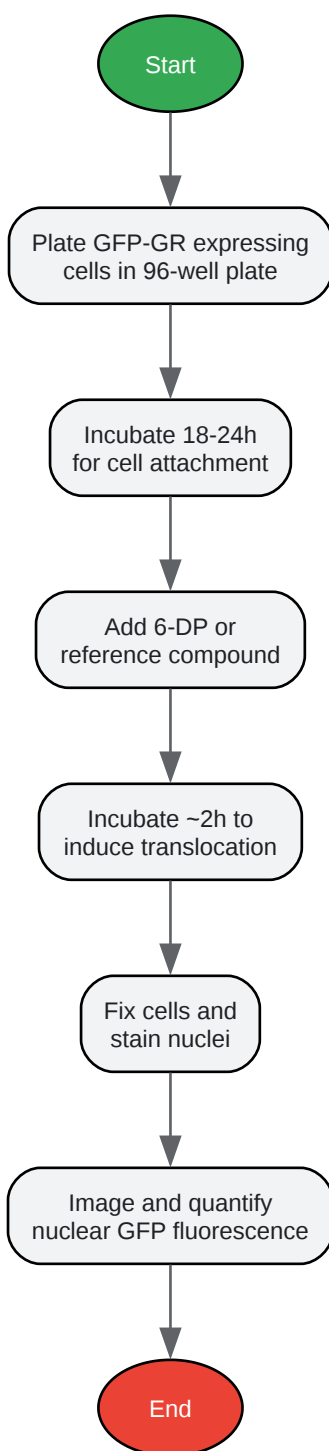 Start
Plate GFP-GR expressing
cells in 96-well plate
Incubate 18-24h
for cell attachment
Add 6-DP or
reference compound
Incubate ~2h to
induce translocation
Fix cells and
stain nuclei
Image and quantify
nuclear GFP fluorescence
End